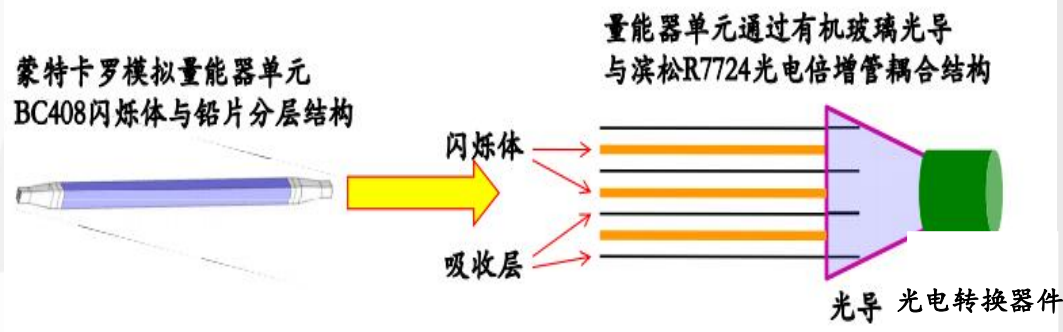 蒙特卡罗模拟量能器单元
BC408闪烁体与铅片分层结构
量能器单元通过有机玻璃光导
与滨松R7724光电倍增管耦合结构
闪烁体
吸收层
光导
光电转换器件